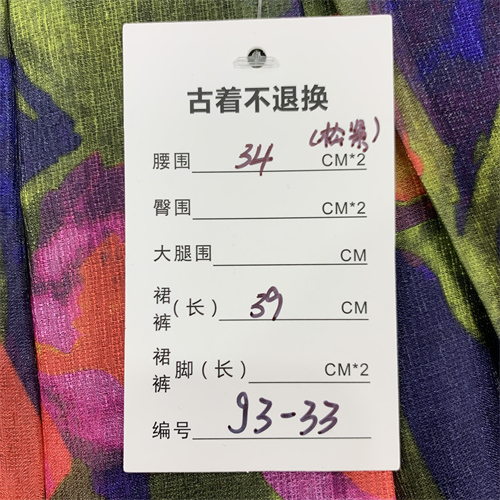 古着不退换
(松紧)
腰围 34 CM*2
臀围 CM*2
大腿围 CM
裙裤(长) 39 CM
裙裤脚(长) CM*2
编号 93-33